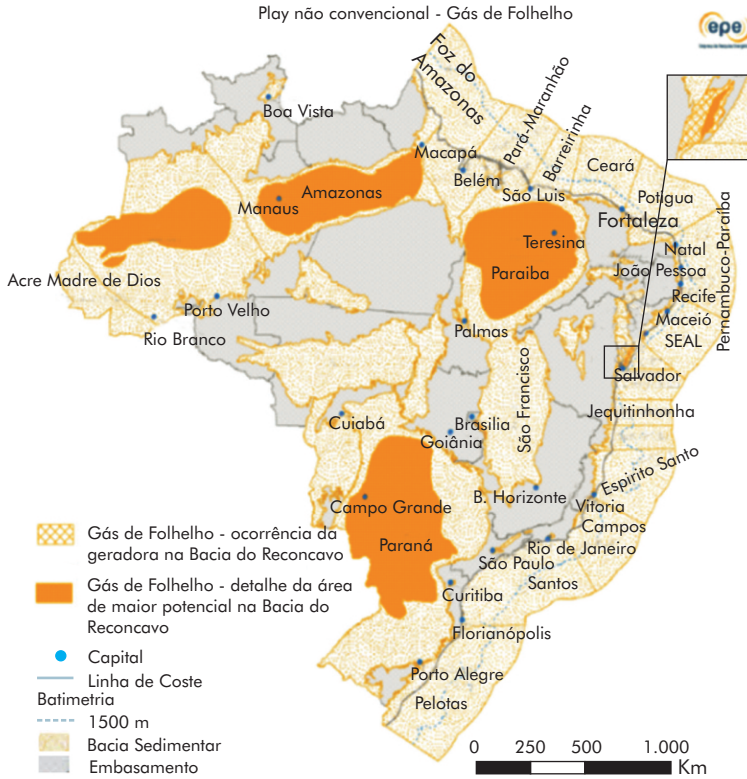 Play não convencional - Gás de Folhelho
epe
Foz do
Amazonas
Pará-Maranhão
Barreirinha
Ceará
Potigua
Boa Vista
Macapá
Belém
São Luis
Fortaleza
Amazonas
Manaus
Teresina
Natal
Paraiba
João Pessoa
Pernambuco-Paraíba
Acre Madre de Dios
Recife
Porto Velho
Maceió
Rio Branco
Palmas
SEAL
Salvador
São Francisco
Jequitinhonha
Cuiabá
Brasilia
Goiânia
Espirito Santo
Campo Grande
B. Horizonte
Vitoria
Campos
Paraná
Rio de Janeiro
São Paulo
Santos
Curitiba
Florianópolis
Porto Alegre
Pelotas
Gás de Folhelho - ocorrência da
geradora na Bacia do Reconcavo
Gás de Folhelho - detalhe da área
de maior potencial na Bacia do
Reconcavo
Capital
Linha de Coste
Batimetria
1500 m
Bacia Sedimentar
Embasamento
0 250 500 1.000
Km